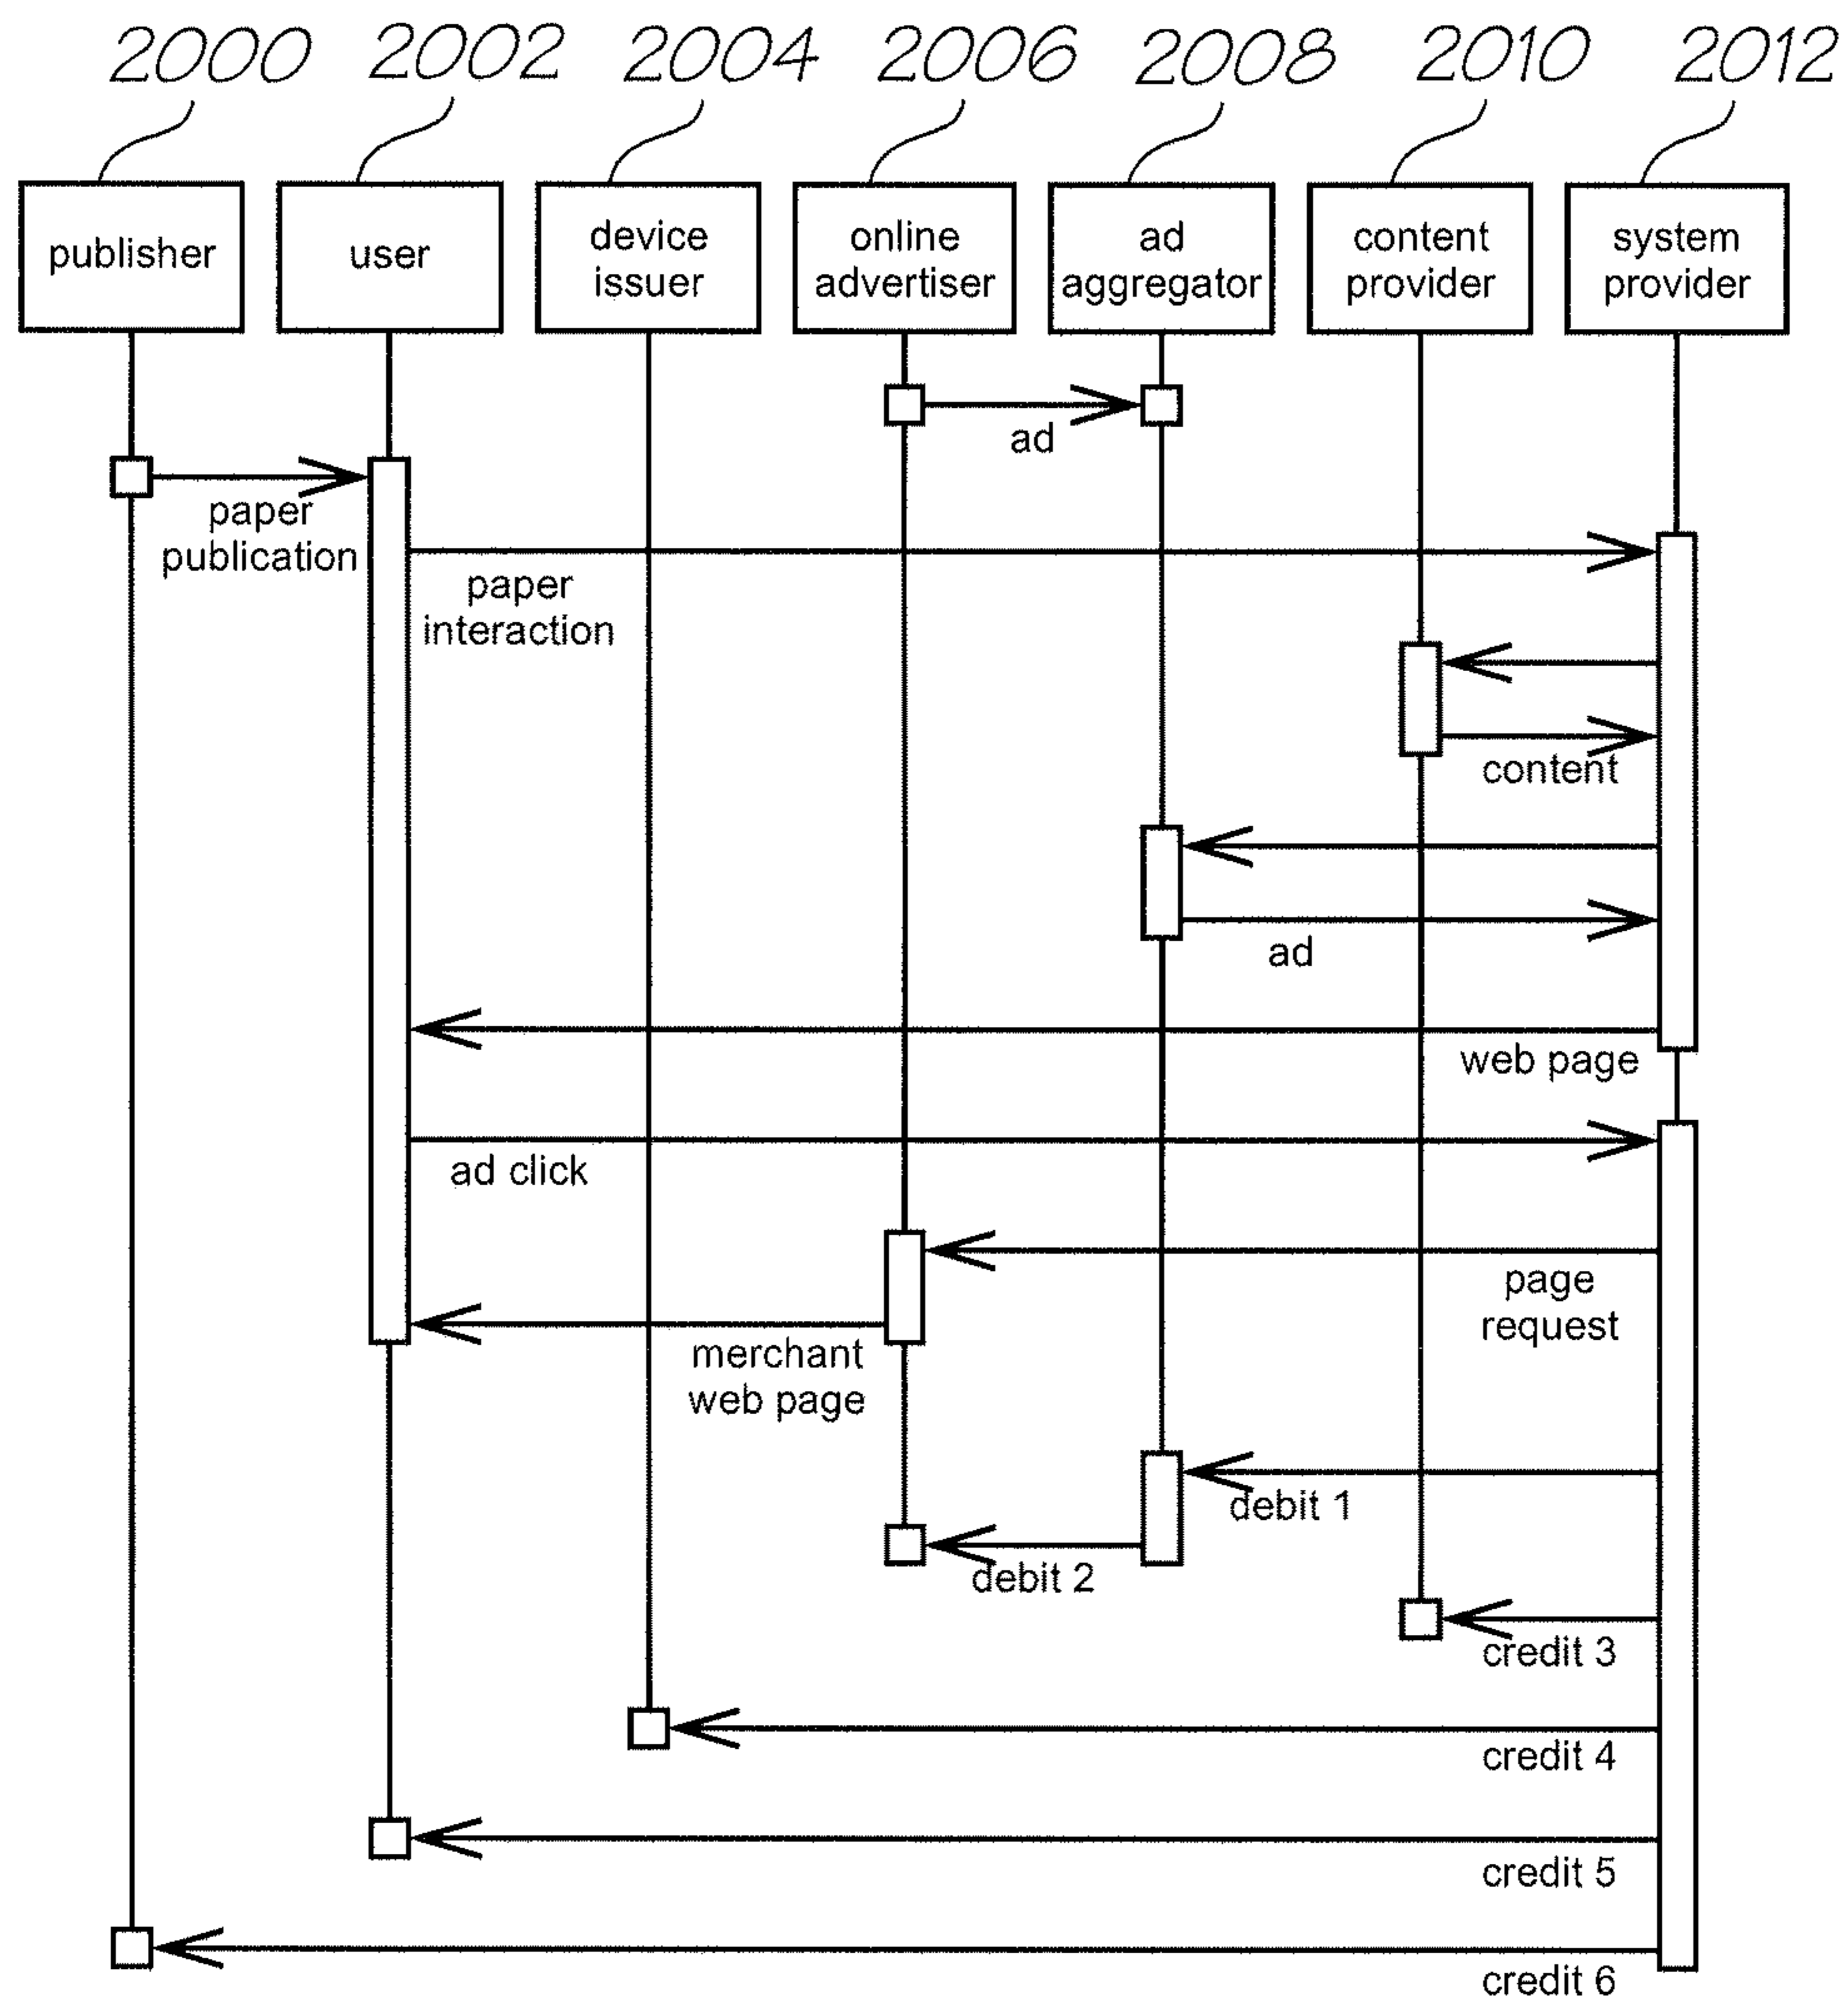 2000 2002 2004 2006 2008 2010 2012
publisher
user
device
issuer
online
advertiser
ad
aggregator
content
provider
system
provider
ad
paper
publication
paper
interaction
content
ad
web page
ad click
page
request
merchant
web page
debit 1
debit 2
credit 3
credit 4
credit 5
credit 6